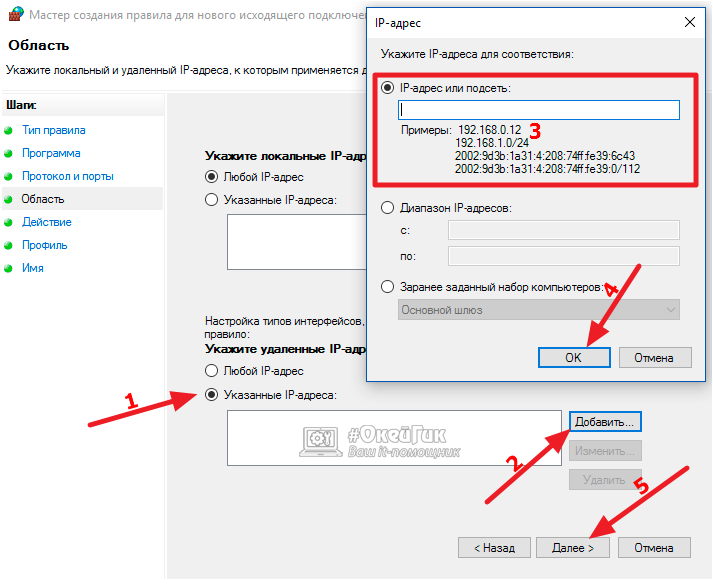 Мастер создания правила для нового исходящего подключе
Область
Укажите локальный и удаленный IP-адреса, к которым применяется д
Шаги:
Тип правила
Программа
Протокол и порты
Область
Действие
Профиль
Имя
Укажите локальные IP-адр
Любой IP-адрес
Указанные IP-адреса:
Настройка типов интерфейсов,
правило:
Укажите удаленные IP-адр
Любой IP-адрес
1
Указанные IP-адреса:
#ОкейГик
Ваш it-помощник
Добавить...
2
Изменить...
Удалить
5
< Назад
Далее >
Отмена
IP-адрес
Укажите IP-адреса для соответствия:
IP-адрес или подсеть:
Примеры: 192.168.0.12
3
192.168.1.0/24
2002:9d3b:1a31:4:208:74ff:fe39:6c43
2002:9d3b:1a31:4:208:74ff:fe39:0/112
Диапазон IP-адресов:
с:
по:
Заранее заданный набор компьютеров:
4
Основной шлюз
OK
Отмена